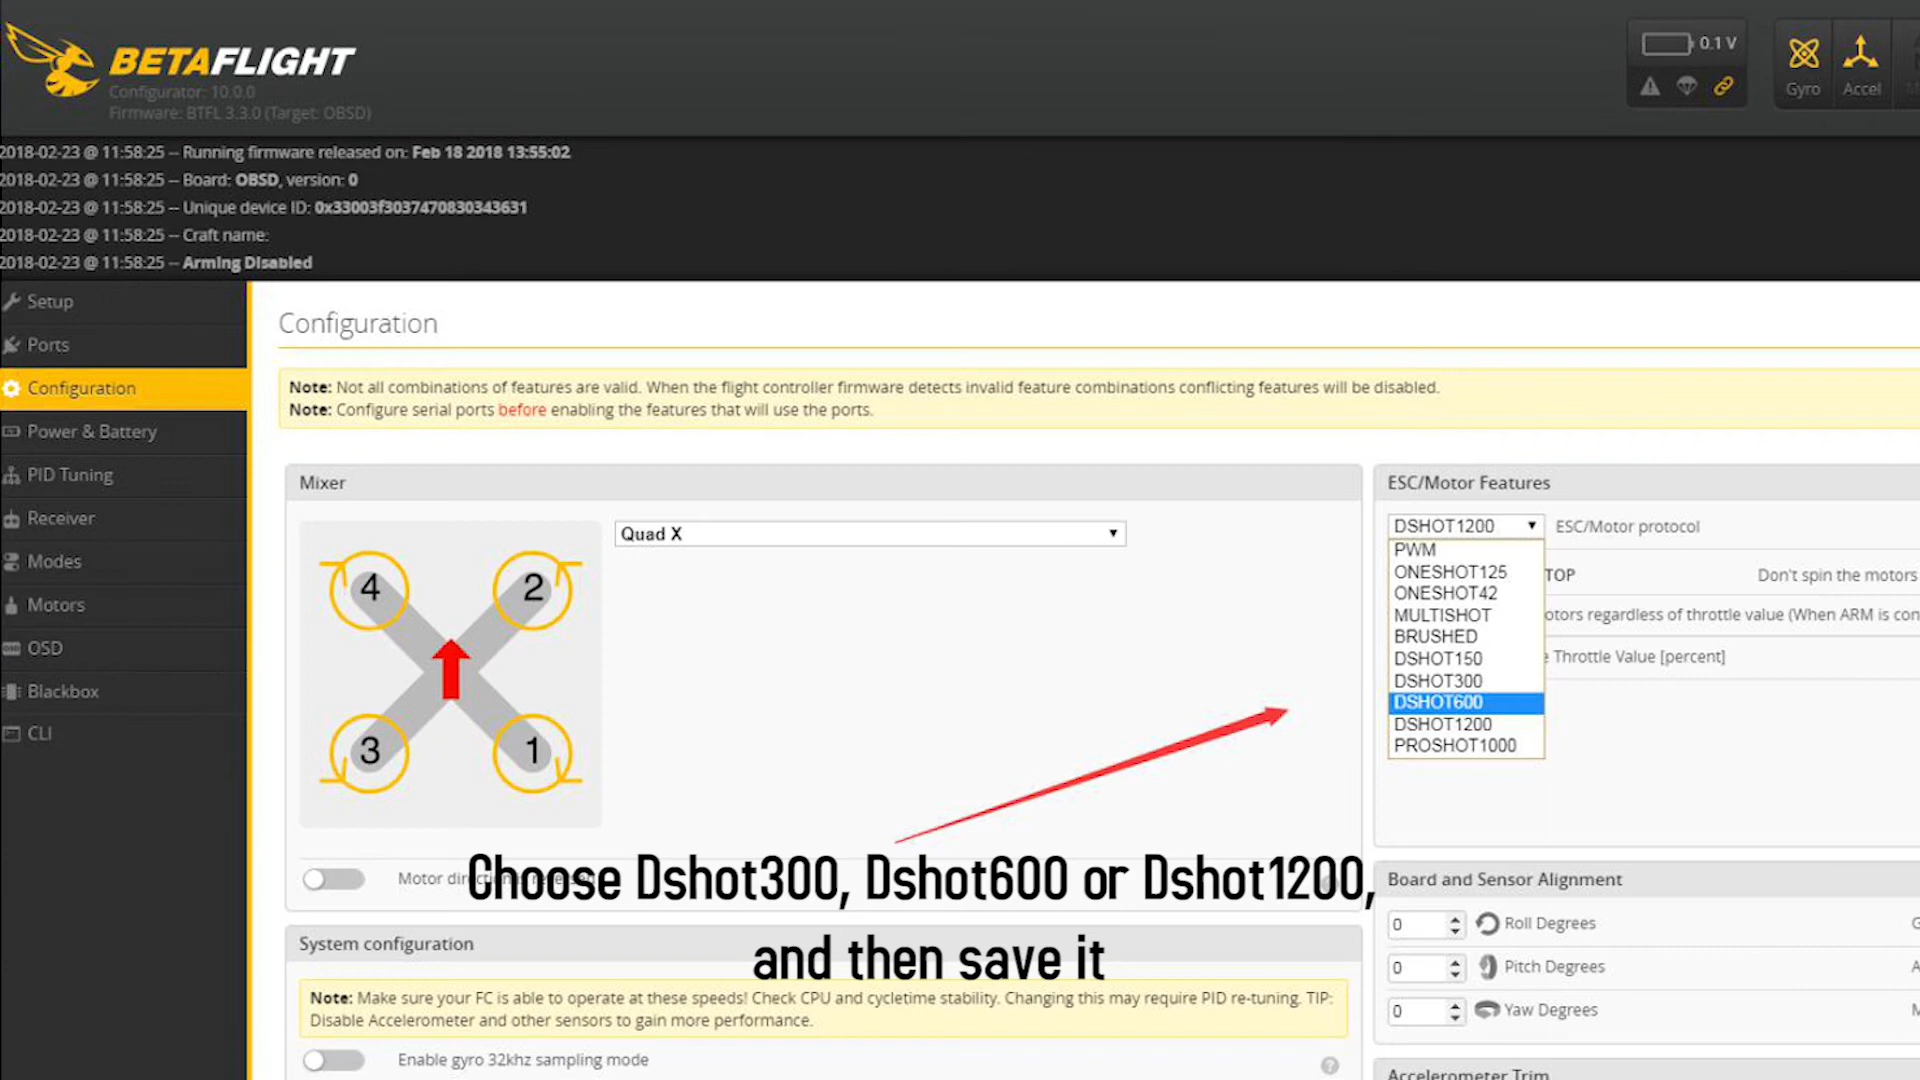 BETAFLIGHT
Configurator: 10.0.0
Firmware: BTFL 3.3.0 (Target: OBSD)
0.1 V
Gyro
Accel
2018-02-23 @ 11:58:25 -- Running firmware released on: Feb 18 2018 13:55:02
2018-02-23 @ 11:58:25 -- Board: OBSD, version: 0
2018-02-23 @ 11:58:25 -- Unique device ID: 0x33003f3037470830343631
2018-02-23 @ 11:58:25 -- Craft name:
2018-02-23 @ 11:58:25 -- Arming Disabled
Setup
Ports
Configuration
Power & Battery
PID Tuning
Receiver
Modes
Motors
OSD
Blackbox
CLI
Configuration
Note: Not all combinations of features are valid. When the flight controller firmware detects invalid feature combinations conflicting features will be disabled.
Note: Configure serial ports before enabling the features that will use the ports.
Mixer
Quad X
4
2
3
1
Motor direction is reversed
ESC/Motor Features
DSHOT1200
ESC/Motor protocol
PWM
ONESHOT125
ONESHOT42
MULTISHOT
BRUSHED
DSHOT150
DSHOT300
DSHOT600
DSHOT1200
PROSHOT1000
TOP
Don't spin the motors
otors regardless of throttle value (When ARM is con
e Throttle Value [percent]
Choose Dshot300, Dshot600 or Dshot1200,
and then save it
System configuration
Note: Make sure your FC is able to operate at these speeds! Check CPU and cycletime stability. Changing this may require PID re-tuning. TIP:
Disable Accelerometer and other sensors to gain more performance.
Enable gyro 32khz sampling mode
Board and Sensor Alignment
0 Roll Degrees
0 Pitch Degrees
0 Yaw Degrees
Accelerometer Trim